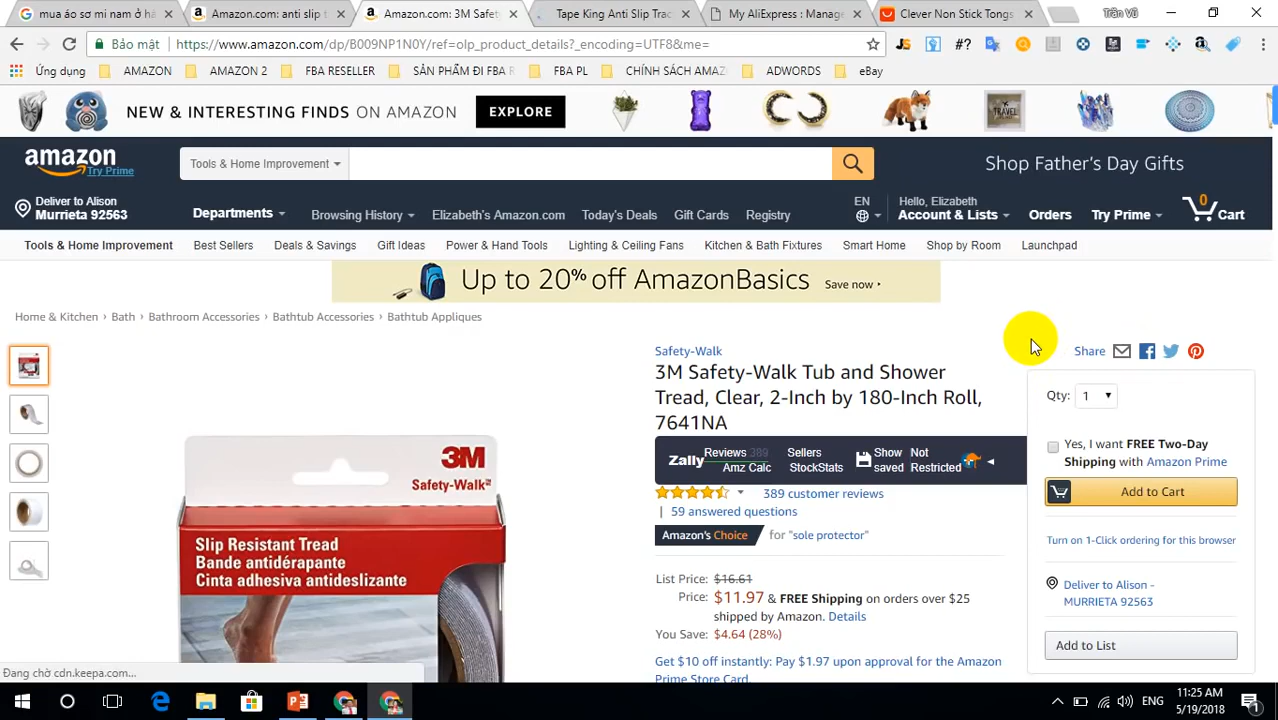 mua áo sơ mi nam ở hà
Amazon.com: anti slip t
Amazon.com: 3M Safet
Tape King Anti Slip Trac
My AliExpress : Manage
Clever Non Stick Tongs
Trần Vũ
Bảo mật
https://www.amazon.com/dp/B009NP1N0Y/ref=olp_product_details?_encoding=UTF8&me=
Ứng dụng AMAZON AMAZON 2 FBA RESELLER SẢN PHẨM ĐI FBA R FBA PL CHÍNH SÁCH AMAZ ADWORDS eBay
NEW & INTERESTING FINDS ON AMAZON EXPLORE
TRAVEL
amazon
Try Prime
Tools & Home Improvement
Shop Father's Day Gifts
Deliver to Alison
Murrieta 92563
Departments Browsing History Elizabeth's Amazon.com Today's Deals Gift Cards Registry
EN
Hello, Elizabeth
Account & Lists
Orders
Try Prime
0
Cart
Tools & Home Improvement Best Sellers Deals & Savings Gift Ideas Power & Hand Tools Lighting & Ceiling Fans Kitchen & Bath Fixtures Smart Home Shop by Room Launchpad
Up to 20% off AmazonBasics Save now
Home & Kitchen › Bath › Bathroom Accessories › Bathtub Accessories › Bathtub Appliques
3M
Safety-Walk
Slip Resistant Tread
Bande antidérapante
Cinta adhesiva antideslizante
Safety-Walk
3M Safety-Walk Tub and Shower
Tread, Clear, 2-Inch by 180-Inch Roll,
7641NA
Zally
Reviews 389
Amz Calc
Sellers
StockStats
Show
saved
Not
Restricted
389 customer reviews
| 59 answered questions
Amazon's Choice for "sole protector"
List Price: $16.61
Price: $11.97 & FREE Shipping on orders over $25
shipped by Amazon. Details
You Save: $4.64 (28%)
Get $10 off instantly: Pay $1.97 upon approval for the Amazon
Prime Store Card.
Share
Qty: 1
Yes, I want FREE Two-Day
Shipping with Amazon Prime
Add to Cart
Turn on 1-Click ordering for this browser
Deliver to Alison -
MURRIETA 92563
Add to List
Đang chờ cdn.keepa.com...
ENG
11:25 AM
5/19/2018
1